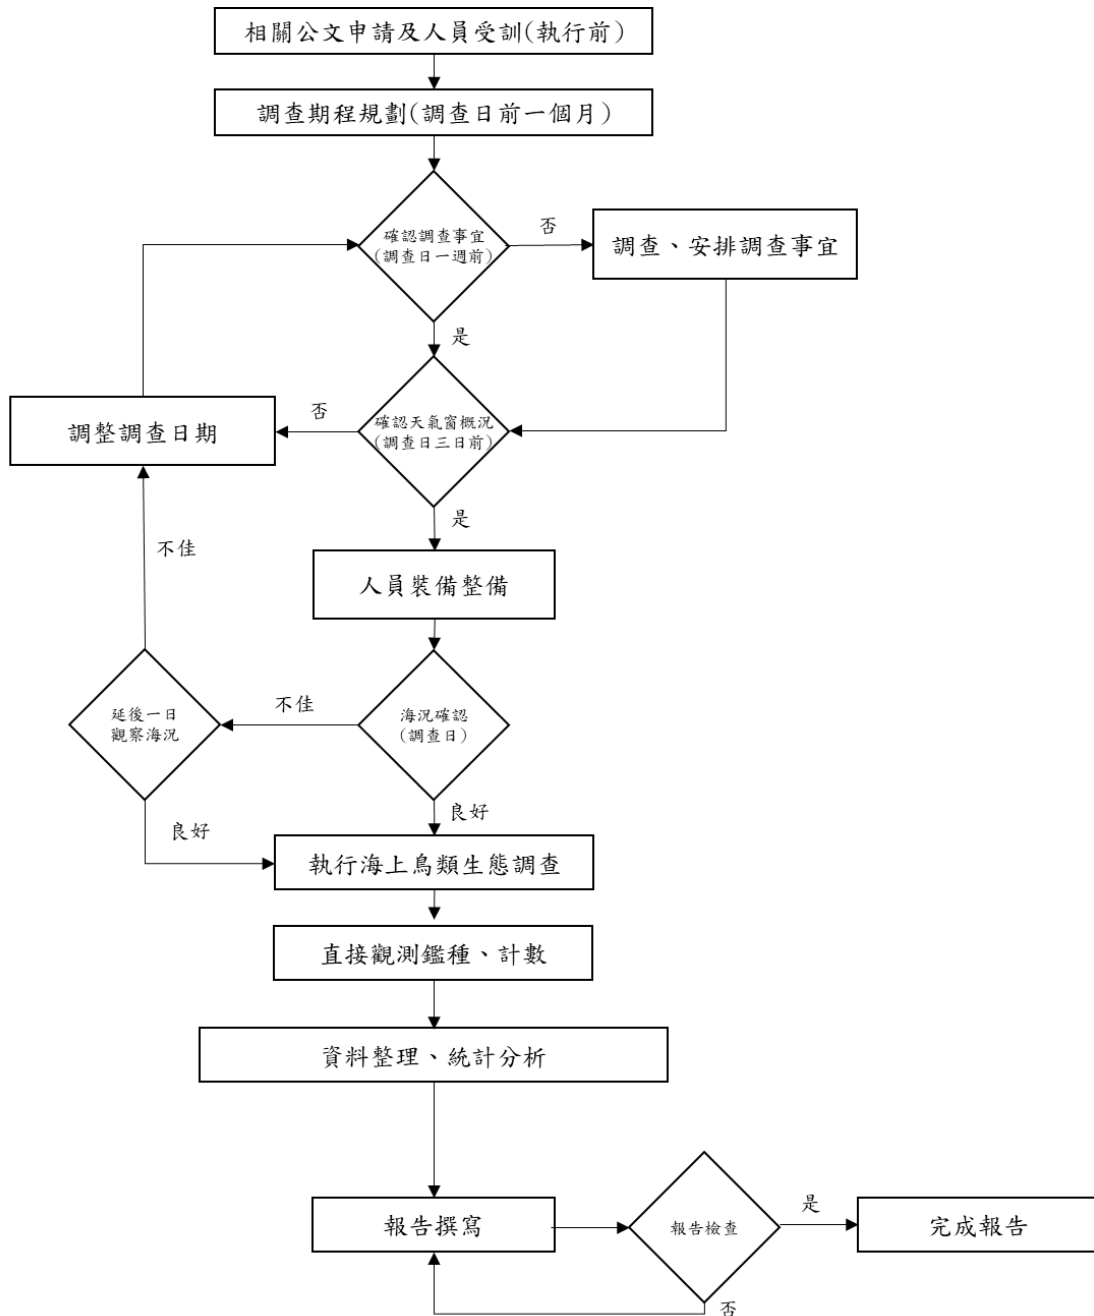 相關公文申請及人員受訓(執行前)
調查期程規劃(調查日前一個月)
確認調查事宜
(調查日一週前)
否
調查、安排調查事宜
是
調整調查日期
否
確認天氣窗概況
(調查日三日前)
是
不佳
人員裝備整備
延後一日
觀察海況
不佳
海況確認
(調查日)
良好
良好
執行海上鳥類生態調查
直接觀測鑑種、計數
資料整理、統計分析
報告撰寫
報告檢查
是
完成報告
否